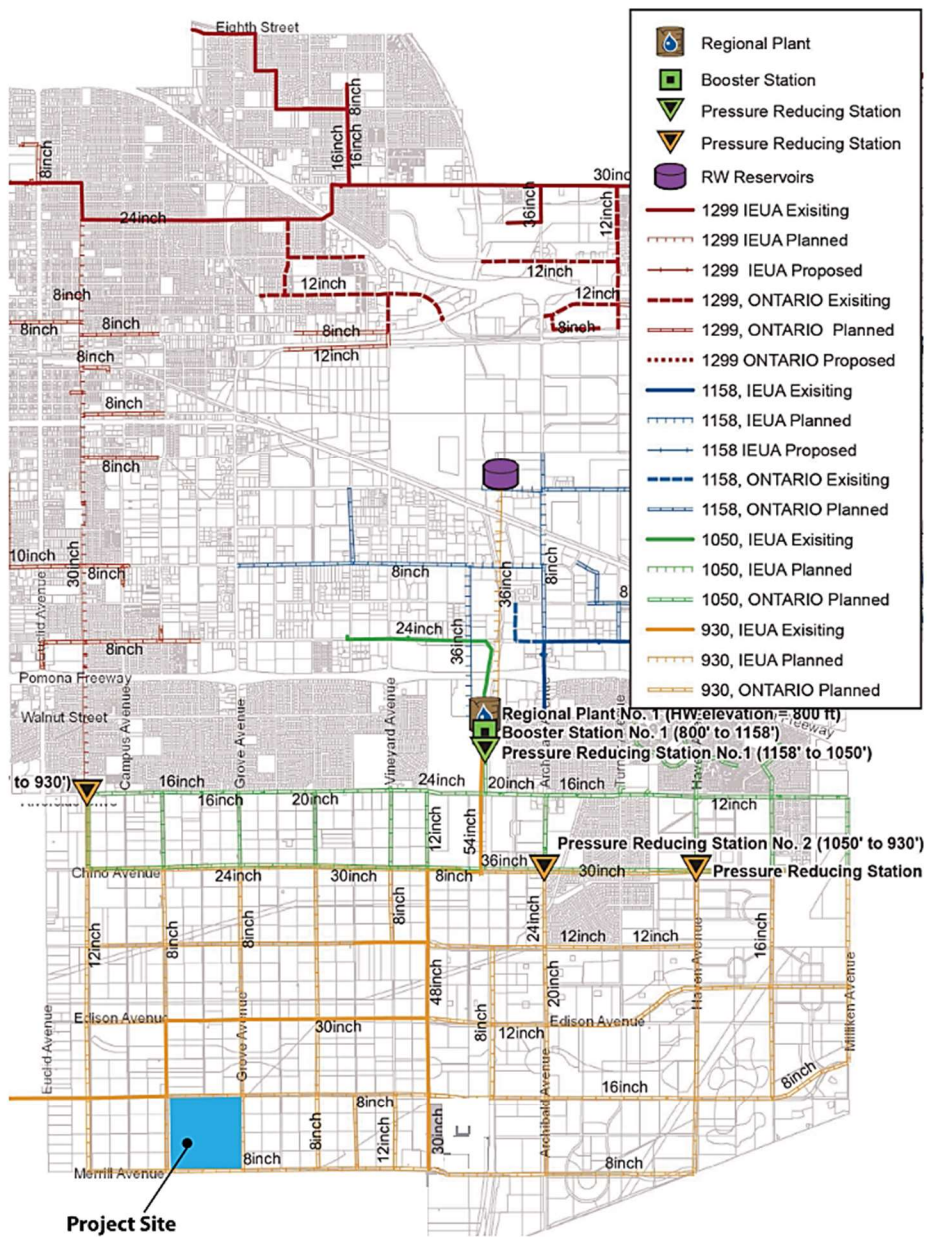 Eighth Street
8inch
16inch
16inch
8inch
30inc
24inch
36inch
12inch
12inch
12inch
12inch
8inch
8inch
8inch
8inch
8inch
12inch
8inch
8inch
8inch
8inch
10inch
30inch
8inch
8inch
36inch
8inch
8
Euclid Avenue
24inch
36inch
8inch
Pomona Freeway
Walnut Street
Campus Avenue
Grove Avenue
Vineyard Avenue
Regional Plant No. 1 (HW elevation = 800 ft)
Freeway
Booster Station No. 1 (800' to 1158')
Pressure Reducing Station No.1 (1158' to 1050')
to 930')
16inch
24inch
20inch
16inch
16inch
20inch
12inch
12inch
54inch
Pressure Reducing Station No. 2 (1050' to 930')
36inch
Chino Avenue
24inch
30inch
8inch
30inch
Pressure Reducing Station
12inch
8inch
8inch
8inch
24inch
12inch
12inch
16inch
48inch
20inch
Haven Avenue
Milliken Avenue
Euclid Avenue
Edison Avenue
Grove Avenue
30inch
8inch
12inch
Edison Avenue
Archibald Avenue
16inch
8inch
8inch
8inch
12inch
30inch
Merrill Avenue
8inch
8inch
Project Site
Regional Plant
Booster Station
Pressure Reducing Station
Pressure Reducing Station
RW Reservoirs
1299 IEUA Exisiting
1299 IEUA Planned
1299 IEUA Proposed
1299, ONTARIO Exisiting
1299, ONTARIO Planned
1299 ONTARIO Proposed
1158, IEUA Exisiting
1158, IEUA Planned
1158 IEUA Proposed
1158, ONTARIO Exisiting
1158, ONTARIO Planned
1050, IEUA Exisiting
1050, IEUA Planned
1050, ONTARIO Planned
930, IEUA Exisiting
930, IEUA Planned
930, ONTARIO Planned